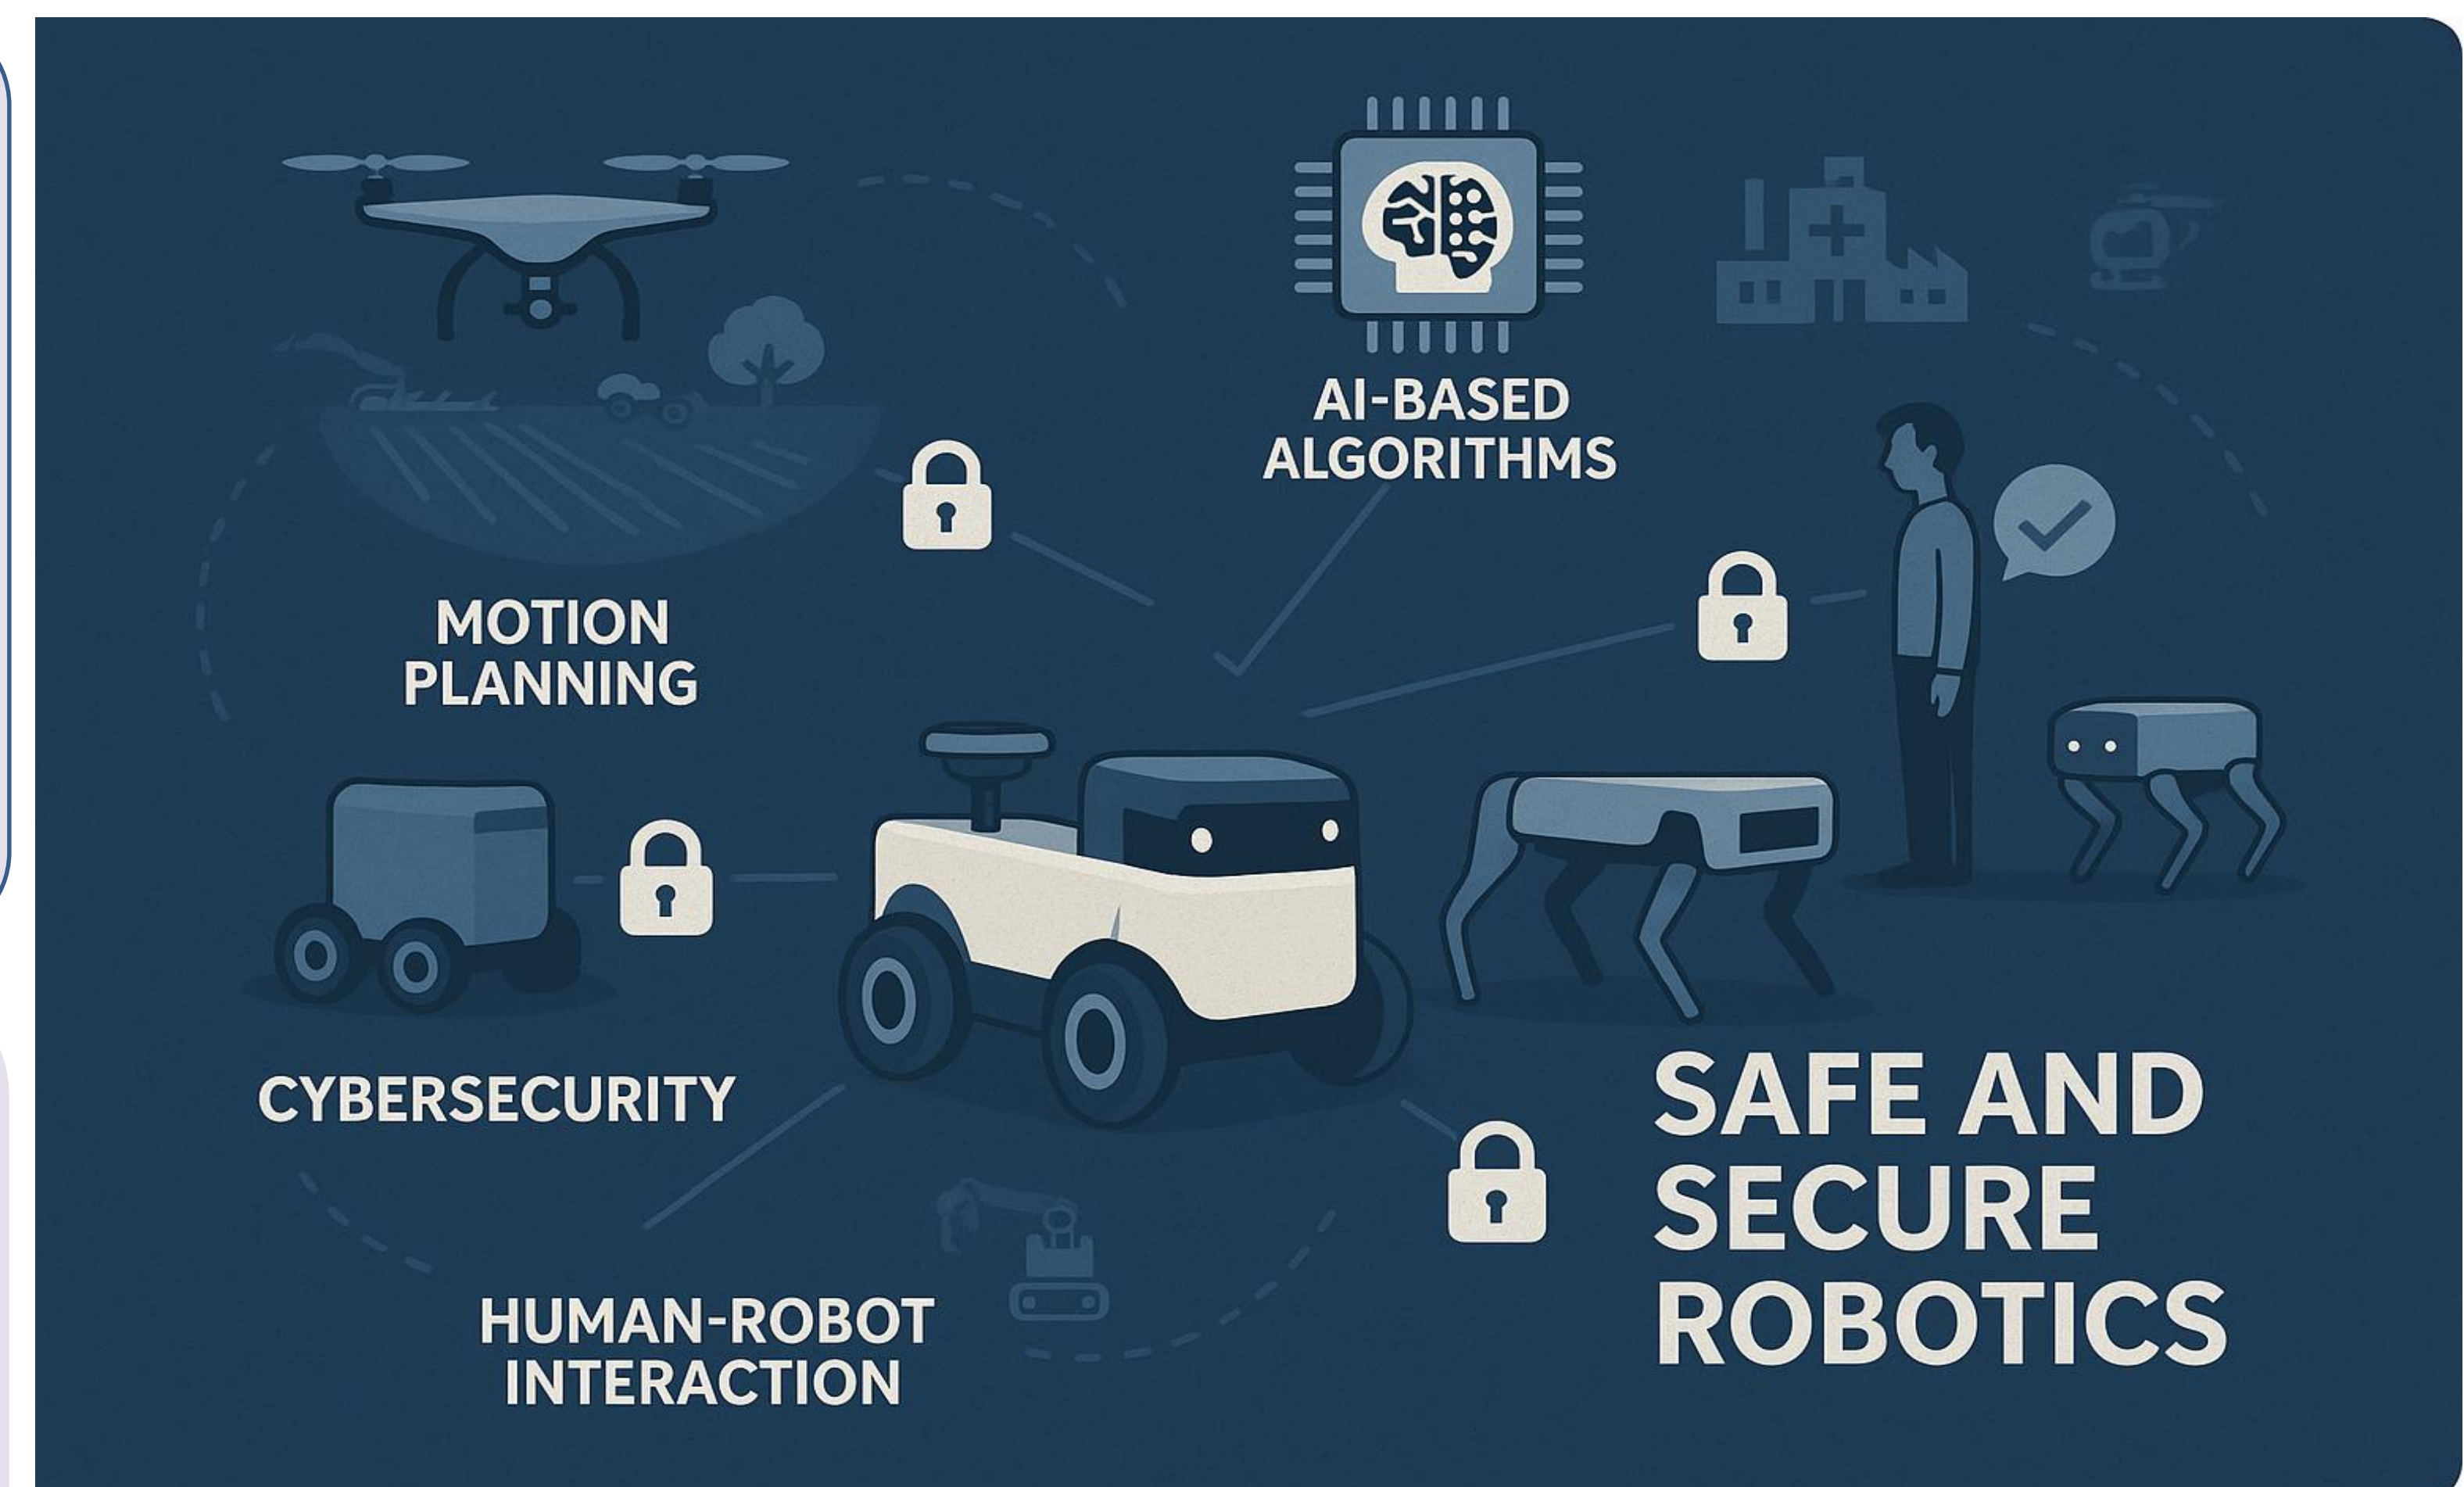 AI-BASED
ALGORITHMS
MOTION
PLANNING
CYBERSECURITY
HUMAN-ROBOT
INTERACTION
SAFE AND
SECURE
ROBOTICS